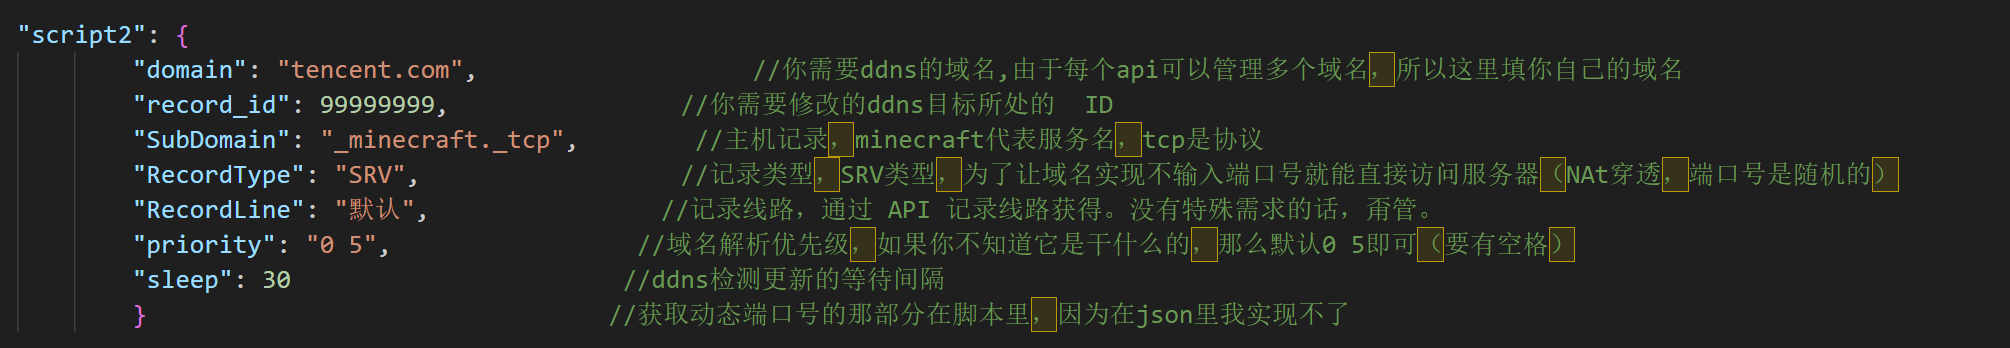 "script2": {
"domain": "tencent.com", //你需要ddns的域名,由于每个api可以管理多个域名，所以这里填你自己的域名
"record_id": 99999999, //你需要修改的ddns目标所处的  ID
"SubDomain": "_minecraft._tcp", //主机记录，minecraft代表服务名，tcp是协议
"RecordType": "SRV", //记录类型，SRV类型，为了让域名实现不输入端口号就能直接访问服务器（NAt穿透，端口号是随机的）
"RecordLine": "默认", //记录线路，通过 API 记录线路获得。没有特殊需求的话，甭管。
"priority": "0 5", //域名解析优先级，如果你不知道它是干什么的，那么默认0 5即可（要有空格）
"sleep": 30 //ddns检测更新的等待间隔
} //获取动态端口号的那部分在脚本里，因为在json里我实现不了